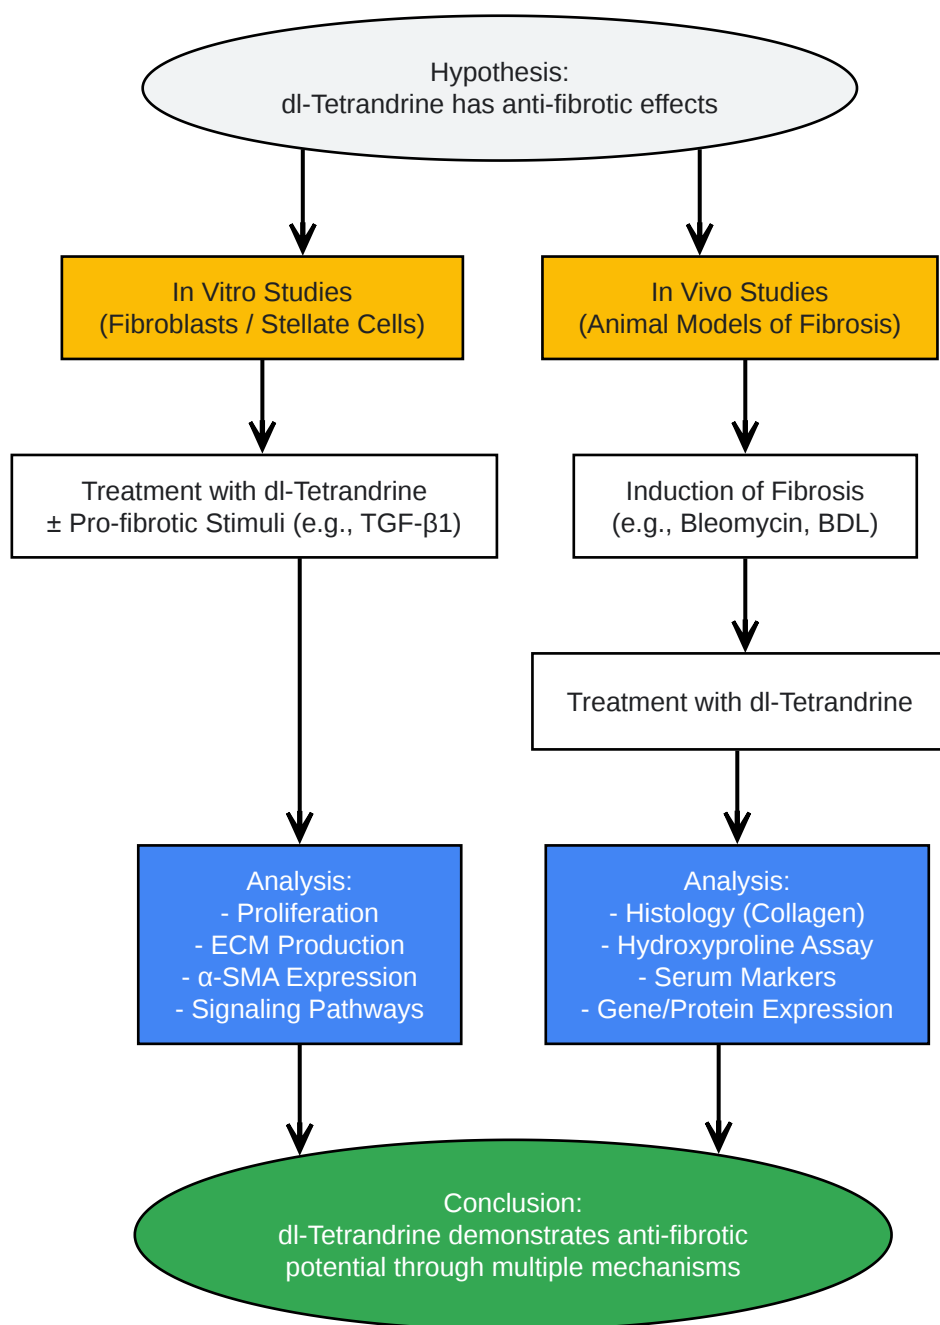 Hypothesis:
dl-Tetrandrine has anti-fibrotic effects
In Vitro Studies
(Fibroblasts / Stellate Cells)
In Vivo Studies
(Animal Models of Fibrosis)
Treatment with dl-Tetrandrine
± Pro-fibrotic Stimuli (e.g., TGF-β1)
Induction of Fibrosis
(e.g., Bleomycin, BDL)
Treatment with dl-Tetrandrine
Analysis:
- Proliferation
- ECM Production
- α-SMA Expression
- Signaling Pathways
Analysis:
- Histology (Collagen)
- Hydroxyproline Assay
- Serum Markers
- Gene/Protein Expression
Conclusion:
dl-Tetrandrine demonstrates anti-fibrotic
potential through multiple mechanisms